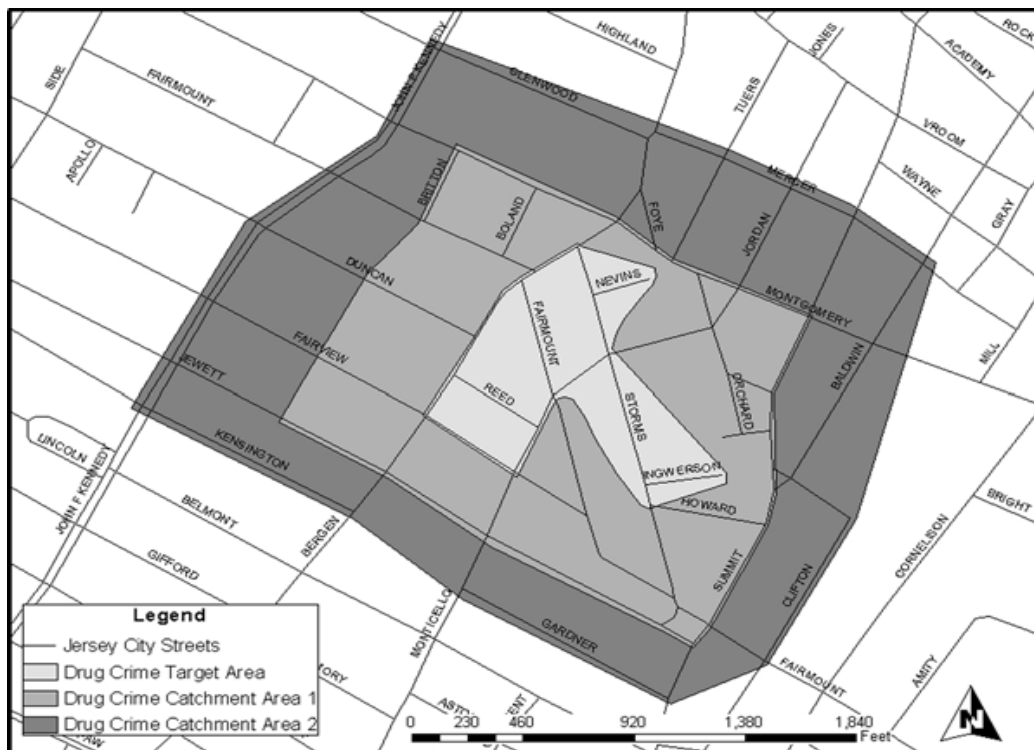 HIGHLAND
JONES
ROCK
ACADEMY
SIDE
FAIRMOUNT
JOHN F KENNEDY
GLENWOOD
TUERS
VROOM
APOLLO
BRITTON
MERCER
WAYNE
GRAY
BOLAND
FOYE
JORDAN
DUNCAN
NEVINS
MONTGOMERY
FAIRMOUNT
FAIRVIEW
MILL
JEWETT
BALDWIN
REED
STORMS
ORCHARD
LINCOLN
KENSINGTON
INGWERSON
HOWARD
BRIGHT
JOHN F KENNEDY
BELMONT
BERGEN
CORNELISON
GIFFORD
SUMMIT
CLIFTON
MONTICELLO
GARDNER
FAIRMOUNT
AMITY
Legend
Jersey City Streets
Drug Crime Target Area
Drug Crime Catchment Area 1
Drug Crime Catchment Area 2
TORY
ENT
0 230 460 920 1,380 1,840
Feet
N